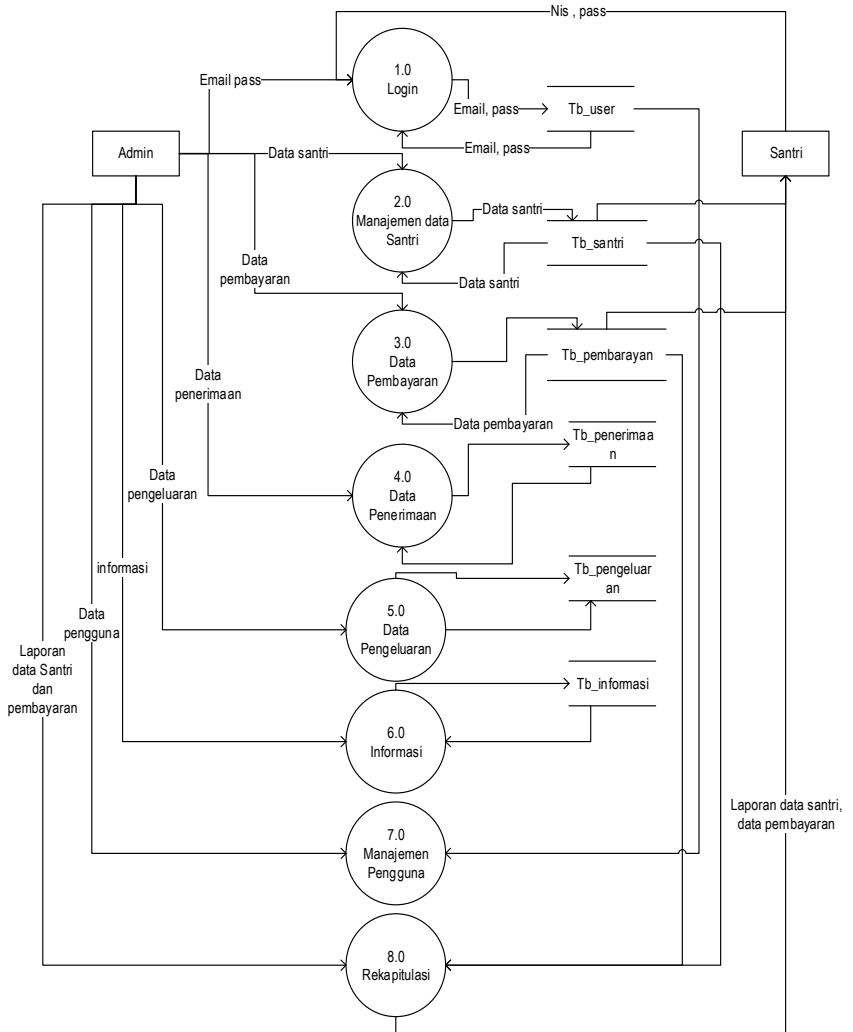 Nis , pass
1.0
Login
Email pass
Email, pass
Tb_user
Email, pass
Admin
Data santri
Santri
2.0
Manajemen data
Santri
Data santri
Tb_santri
Data santri
Data
pembayaran
3.0
Data
Pembayaran
Tb_pembarayan
Data pembayaran
Data
penerimaan
Tb_penerimaa
n
4.0
Data
Penerimaan
Data
pengeluaran
informasi
Tb_pengeluar
an
5.0
Data
Pengeluaran
Data
pengguna
Laporan
data Santri
dan
pembayaran
Tb_informasi
6.0
Informasi
Laporan data santri,
data pembayaran
7.0
Manajemen
Pengguna
8.0
Rekapitulasi